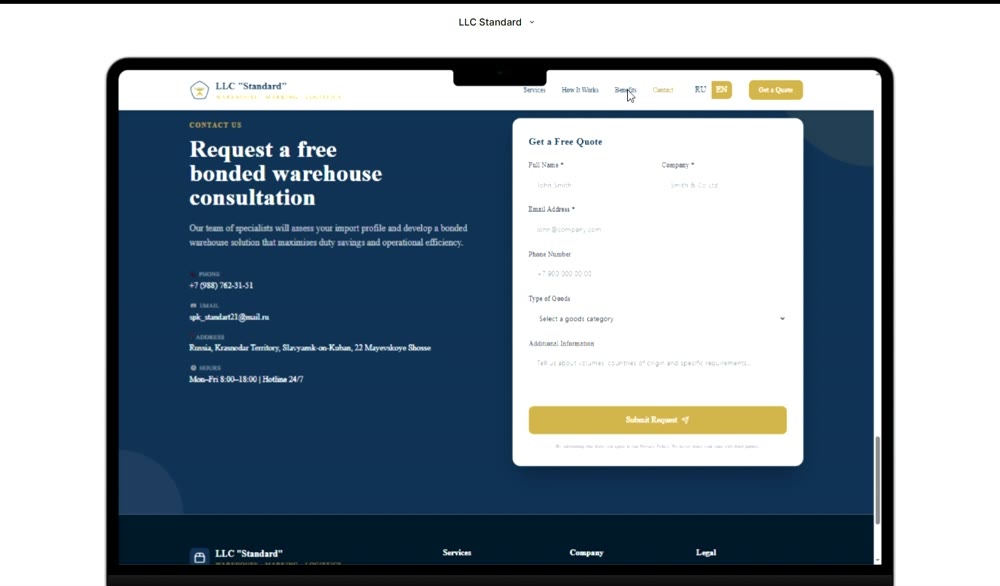 LLC Standard
LLC "Standard"
WAREHOUSE · MARKING · LOGISTICS
Services
How It Works
Benefits
Contact
RU
EN
Get a Quote
CONTACT US
Request a free
bonded warehouse
consultation
Our team of specialists will assess your import profile and develop a bonded
warehouse solution that maximises duty savings and operational efficiency.
PHONE
+7 (988) 762-31-51
EMAIL
spk_standart21@mail.ru
ADDRESS
Russia, Krasnodar Territory, Slavyansk-on-Kuban, 22 Mayevskoye Shosse
HOURS
Mon–Fri 8:00–18:00 | Hotline 24/7
Get a Free Quote
Full Name *
Company *
John Smith
Smith & Co Ltd
Email Address *
john@company.com
Phone Number
+7 900 000 00 00
Type of Goods
Select a goods category
Additional Information
Tell us about volumes, countries of origin and specific requirements...
Submit Request
LLC "Standard"
WAREHOUSE · MARKING · LOGISTICS
Services
Company
Legal